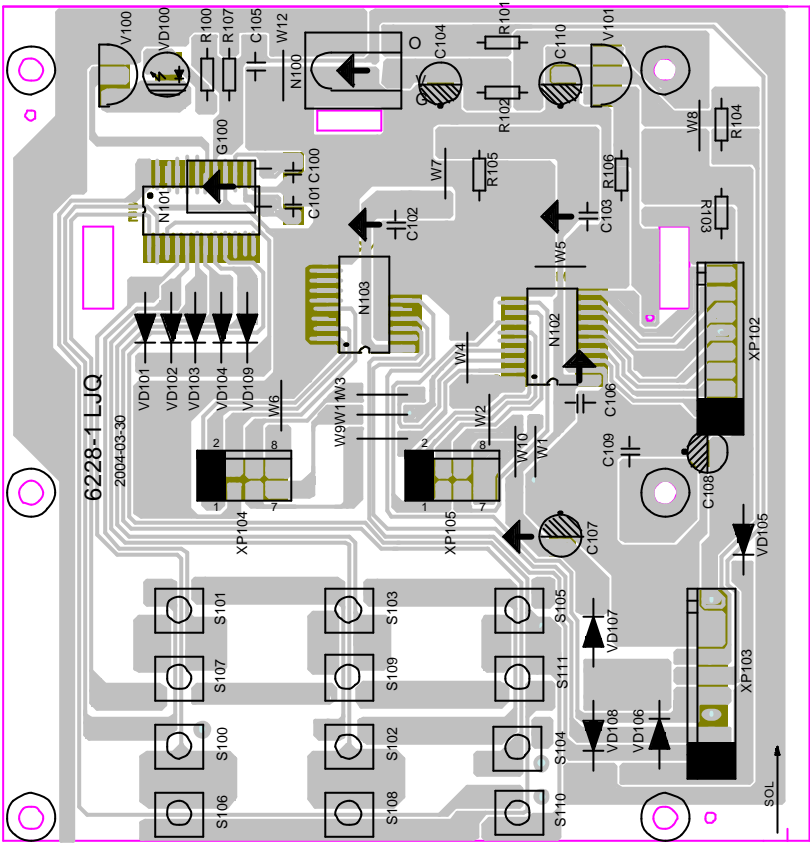 V100
VD100
R100
R107
C105
W12
N100
O
C104
R101
C110
V101
R102
W8
R104
G100
C100
C101
N101
W7
R105
R106
R103
C102
C103
W5
N103
N102
XP102
VD101
VD102
VD103
VD104
VD109
W6
W3
W11
W9
W4
W2
W10
W1
C106
C109
C108
6228-1 LJQ
2004-03-30
2
8
1
7
XP104
2
8
1
7
XP105
C107
VD105
S101
S103
S105
VD107
S107
S109
S111
XP103
S100
S102
S104
VD108
VD106
S106
S108
S110
SOL